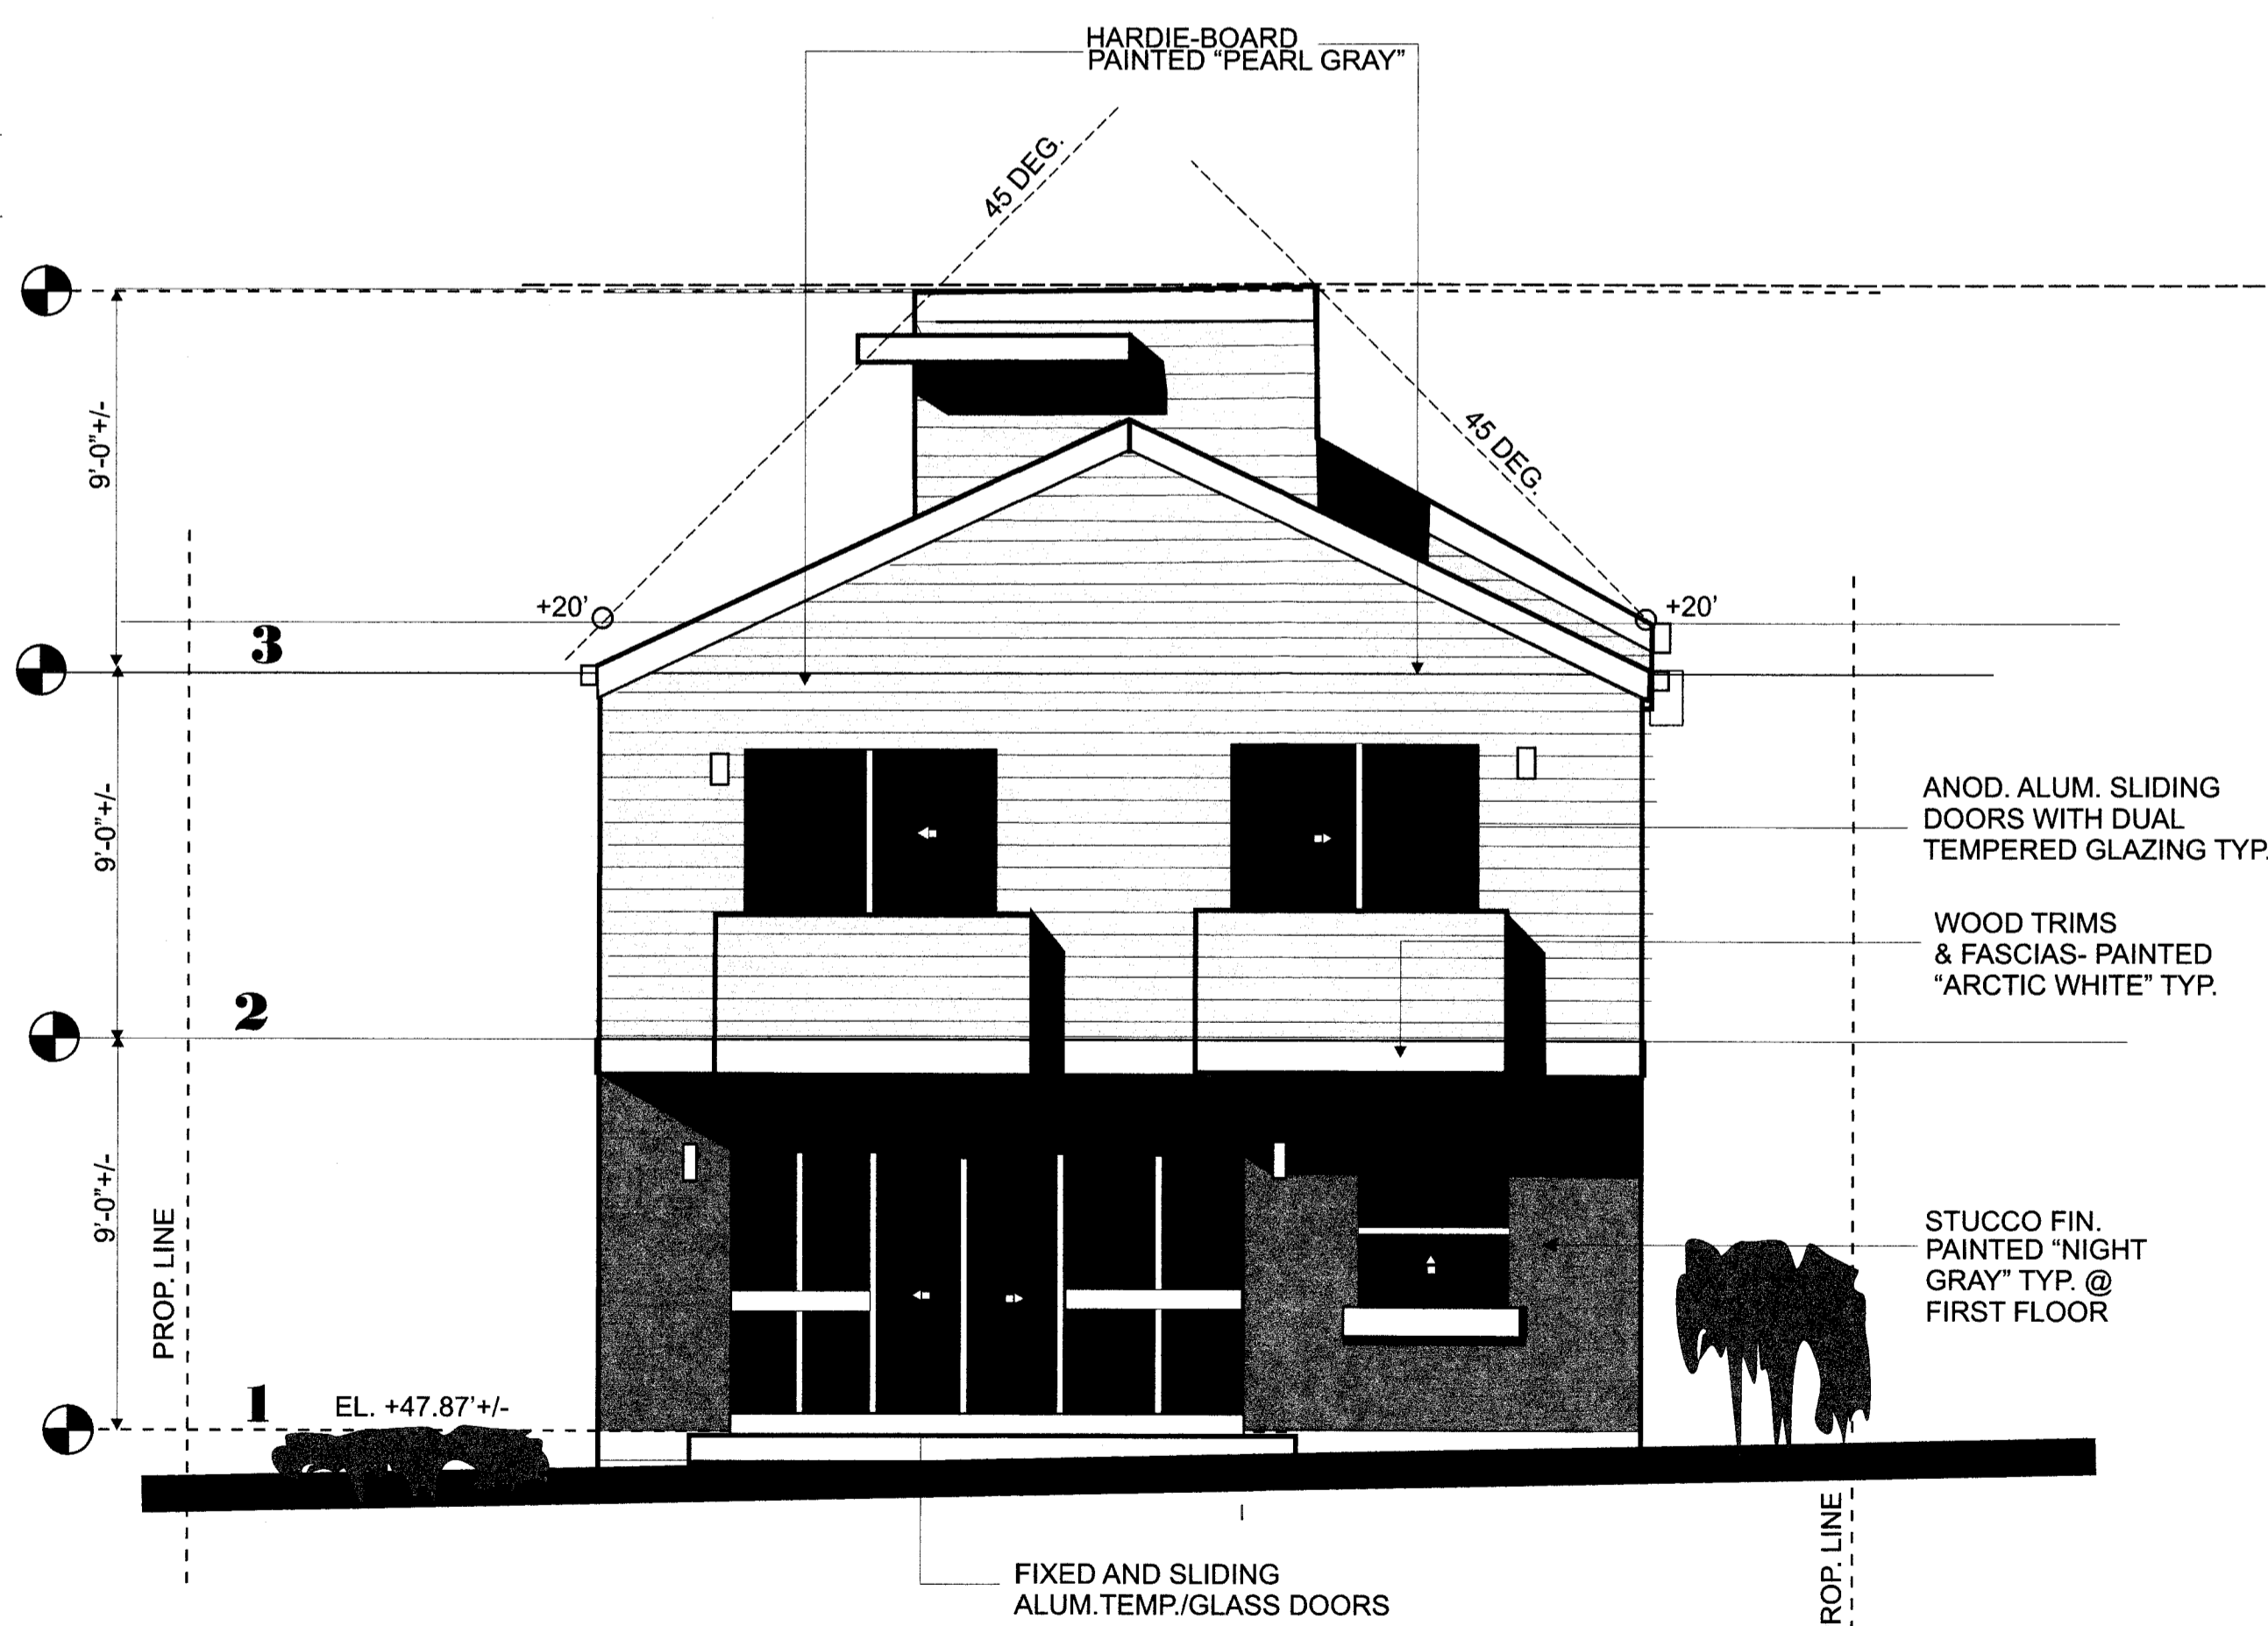 HARDIE-BOARD
PAINTED “PEARL GRAY”
45 DEG.
45 DEG.
9'-0"+/-
+20’
+20’
3
9'-0"+/-
ANOD. ALUM. SLIDING
DOORS WITH DUAL
TEMPERED GLAZING TYP.
WOOD TRIMS
& FASCIAS- PAINTED
“ARCTIC WHITE” TYP.
2
9'-0"+/-
PROP. LINE
STUCCO FIN.
PAINTED “NIGHT
GRAY” TYP. @
FIRST FLOOR
1
EL. +47.87'+/-
ROP. LINE
FIXED AND SLIDING
ALUM.TEMP./GLASS DOORS